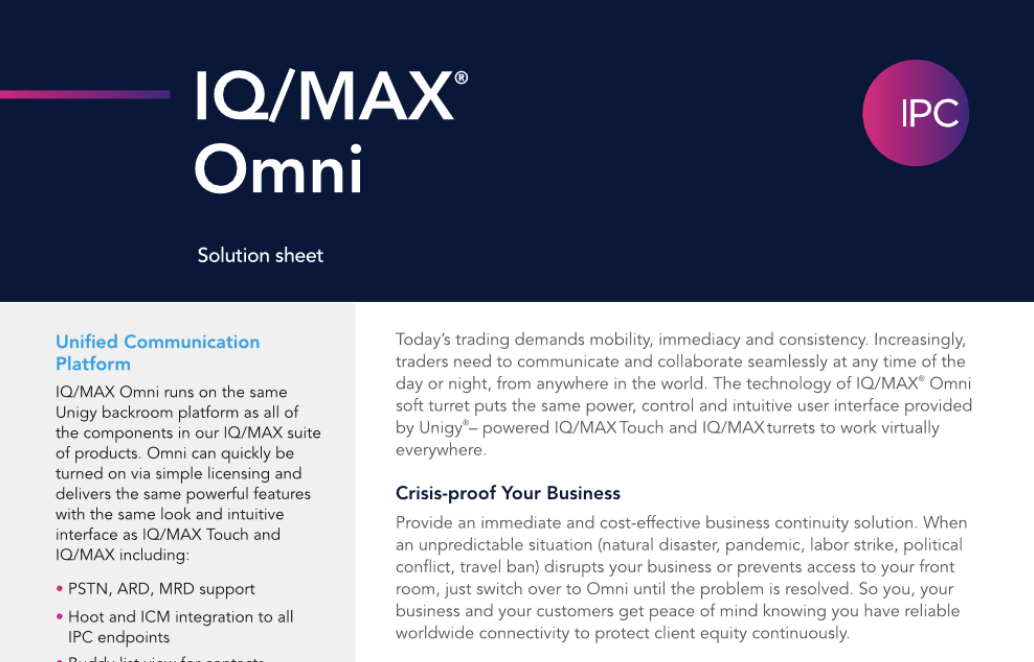 IQ/MAX®
Omni
IPC
Solution sheet
Unified Communication
Platform
IQ/MAX Omni runs on the same
Unigy backroom platform as all of
the components in our IQ/MAX suite
of products. Omni can quickly be
turned on via simple licensing and
delivers the same powerful features
with the same look and intuitive
interface as IQ/MAX Touch and
IQ/MAX including:
• PSTN, ARD, MRD support
• Hoot and ICM integration to all
IPC endpoints
• Buddy list view for contacts
Today's trading demands mobility, immediacy and consistency. Increasingly,
traders need to communicate and collaborate seamlessly at any time of the
day or night, from anywhere in the world. The technology of IQ/MAX® Omni
soft turret puts the same power, control and intuitive user interface provided
by Unigy®– powered IQ/MAX Touch and IQ/MAX turrets to work virtually
everywhere.
Crisis-proof Your Business
Provide an immediate and cost-effective business continuity solution. When
an unpredictable situation (natural disaster, pandemic, labor strike, political
conflict, travel ban) disrupts your business or prevents access to your front
room, just switch over to Omni until the problem is resolved. So you, your
business and your customers get peace of mind knowing you have reliable
worldwide connectivity to protect client equity continuously.